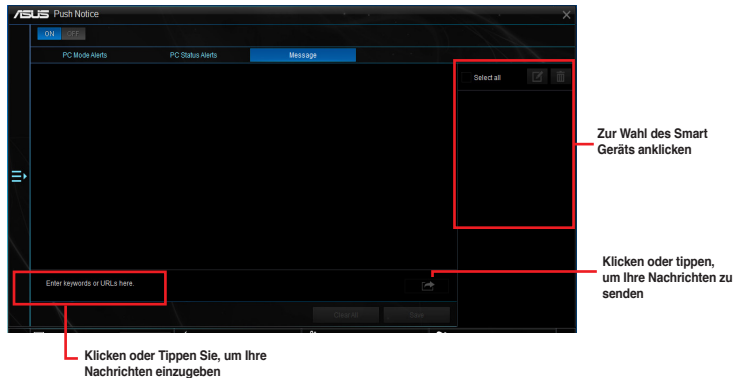 ASUS Push Notice
ON OFF
PC Mode Alerts PC Status Alerts Message
Select all
Zur Wahl des Smart
Geräts anklicken
Klicken oder tippen,
um Ihre Nachrichten zu
senden
Enter keywords or URLs here.
Clear All Save
Klicken oder Tippen Sie, um Ihre
Nachrichten einzugeben